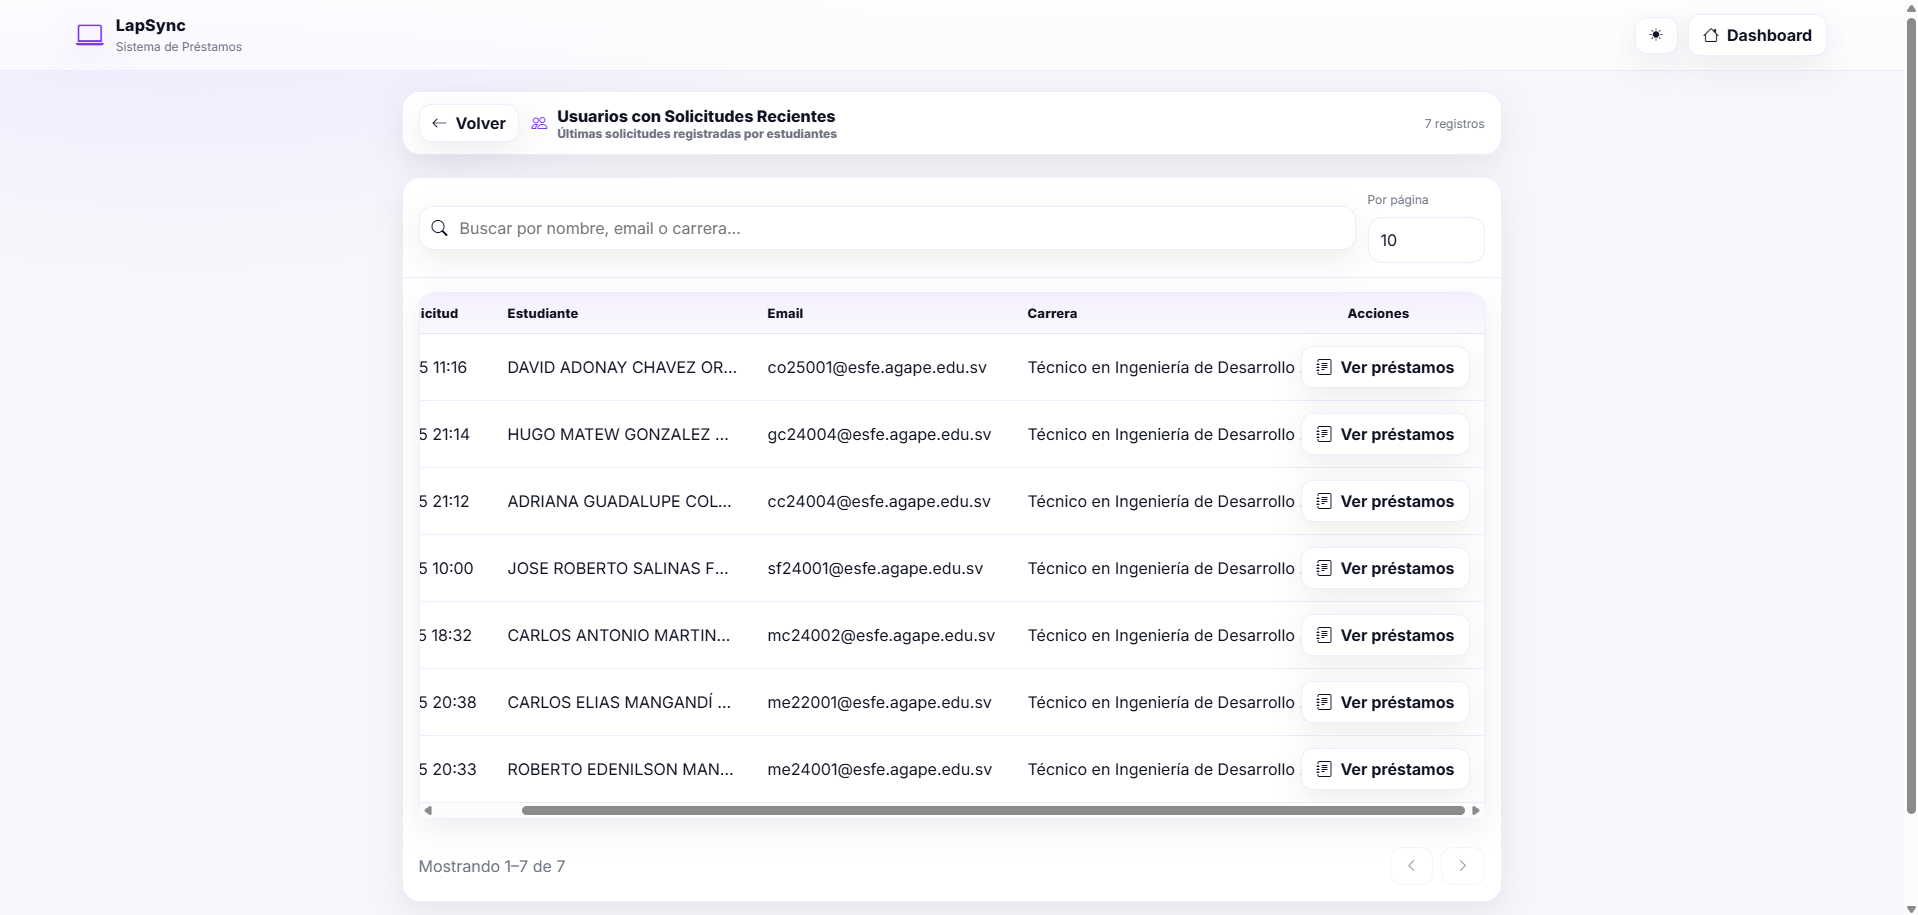 LapSync
Sistema de Préstamos
Dashboard
Volver
Usuarios con Solicitudes Recientes
Últimas solicitudes registradas por estudiantes
7 registros
Buscar por nombre, email o carrera...
Por página
10
icitud Estudiante Email Carrera Acciones
5 11:16 DAVID ADONAY CHAVEZ OR... co25001@esfe.agape.edu.sv Técnico en Ingeniería de Desarrollo Ver préstamos
5 21:14 HUGO MATEW GONZALEZ ... gc24004@esfe.agape.edu.sv Técnico en Ingeniería de Desarrollo Ver préstamos
5 21:12 ADRIANA GUADALUPE COL... cc24004@esfe.agape.edu.sv Técnico en Ingeniería de Desarrollo Ver préstamos
5 10:00 JOSE ROBERTO SALINAS F... sf24001@esfe.agape.edu.sv Técnico en Ingeniería de Desarrollo Ver préstamos
5 18:32 CARLOS ANTONIO MARTIN... mc24002@esfe.agape.edu.sv Técnico en Ingeniería de Desarrollo Ver préstamos
5 20:38 CARLOS ELIAS MANGANDÍ ... me22001@esfe.agape.edu.sv Técnico en Ingeniería de Desarrollo Ver préstamos
5 20:33 ROBERTO EDENILSON MAN... me24001@esfe.agape.edu.sv Técnico en Ingeniería de Desarrollo Ver préstamos
Mostrando 1–7 de 7